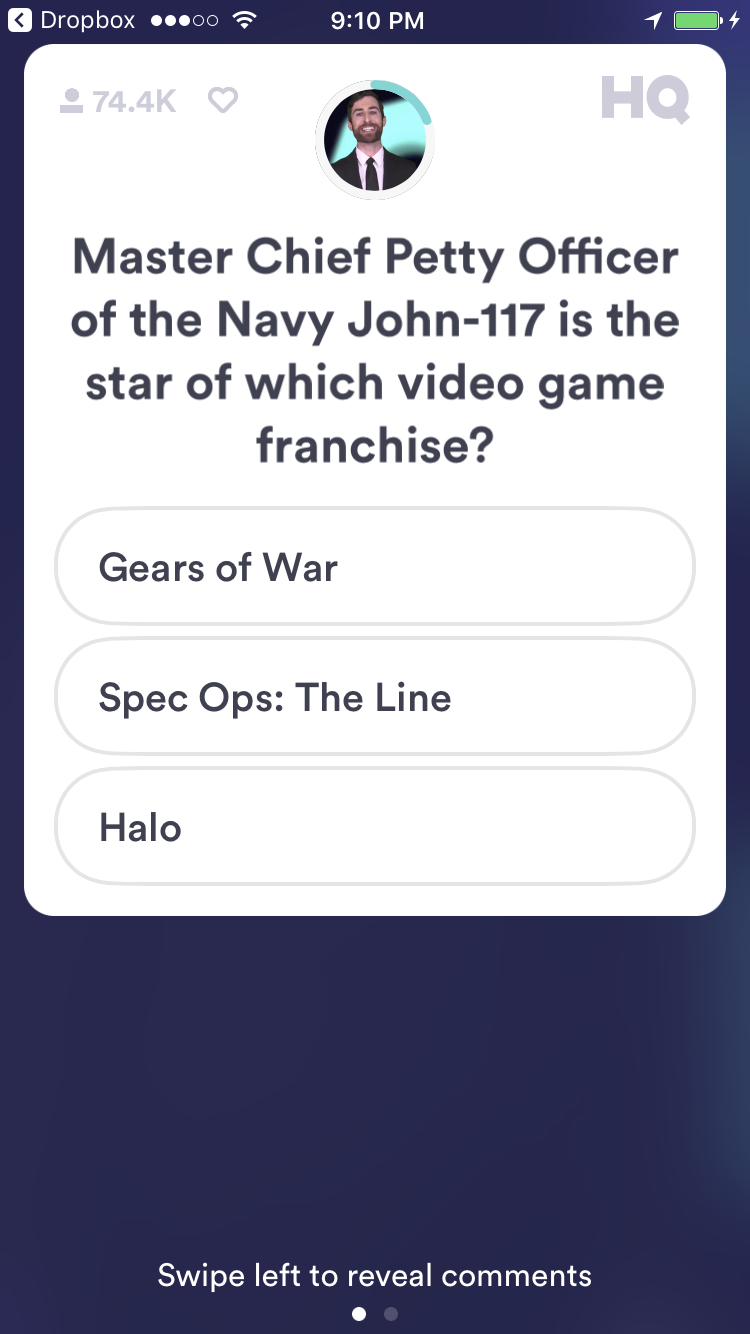 Dropbox 9:10 PM
74.4K HQ
Master Chief Petty Officer
of the Navy John-117 is the
star of which video game
franchise?
Gears of War
Spec Ops: The Line
Halo
Swipe left to reveal comments